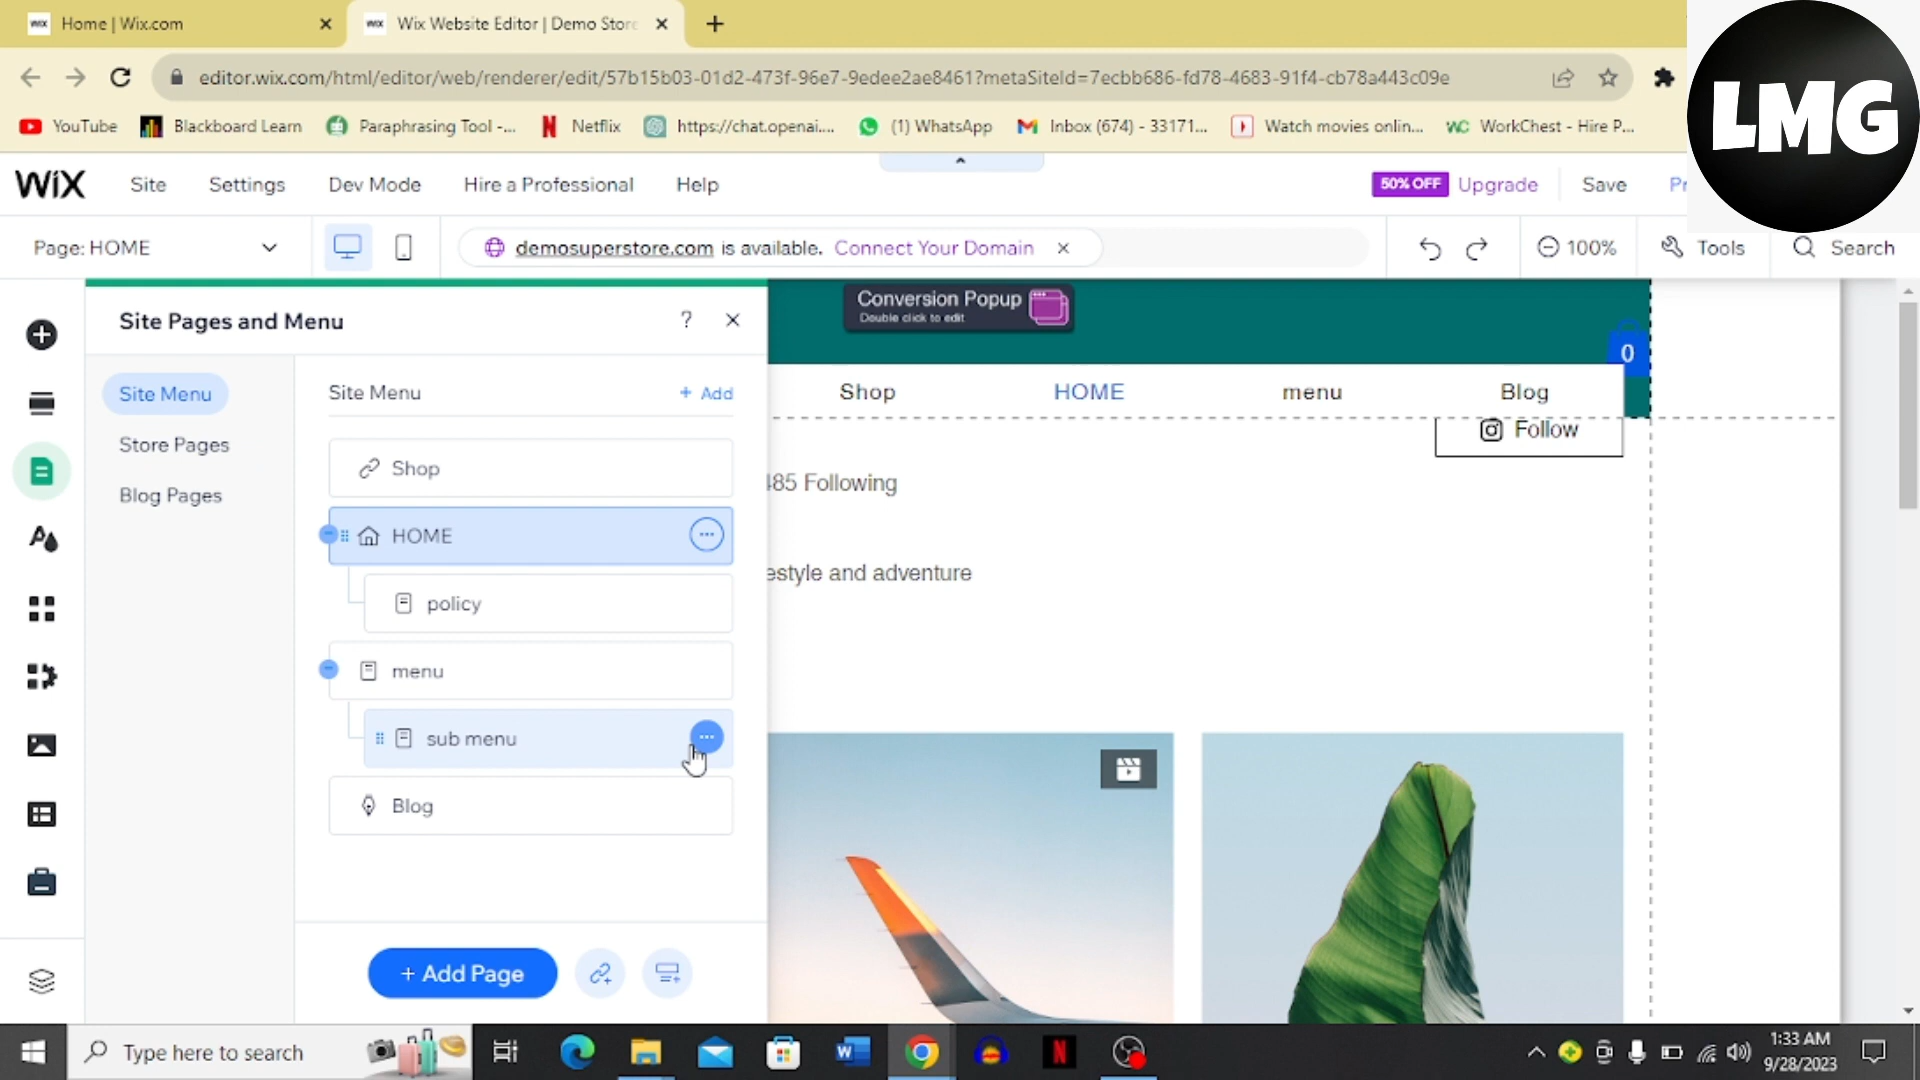 Home | Wix.com
Wix Website Editor | Demo Store
editor.wix.com/html/editor/web/renderer/edit/57b15b03-01d2-473f-96e7-9edee2ae8461?metaSiteId=7ecbb686-fd78-4683-91f4-cb78a443c09e
YouTube
Blackboard Learn
Paraphrasing Tool -...
Netflix
https://chat.openai....
(1) WhatsApp
Inbox (674) - 33171...
Watch movies onlin...
WorkChest - Hire P...
LMG
WiX
Site
Settings
Dev Mode
Hire a Professional
Help
50% OFF
Upgrade
Save
Pr
Page: HOME
demosuperstore.com is available. Connect Your Domain
100%
Tools
Search
Site Pages and Menu
?
Site Menu
Store Pages
Blog Pages
Site Menu
+ Add
Shop
HOME
policy
menu
sub menu
Blog
+ Add Page
Conversion Popup
Double click to edit
0
Shop
HOME
menu
Blog
Follow
485 Following
estyle and adventure
Type here to search
1:33 AM
9/28/2023